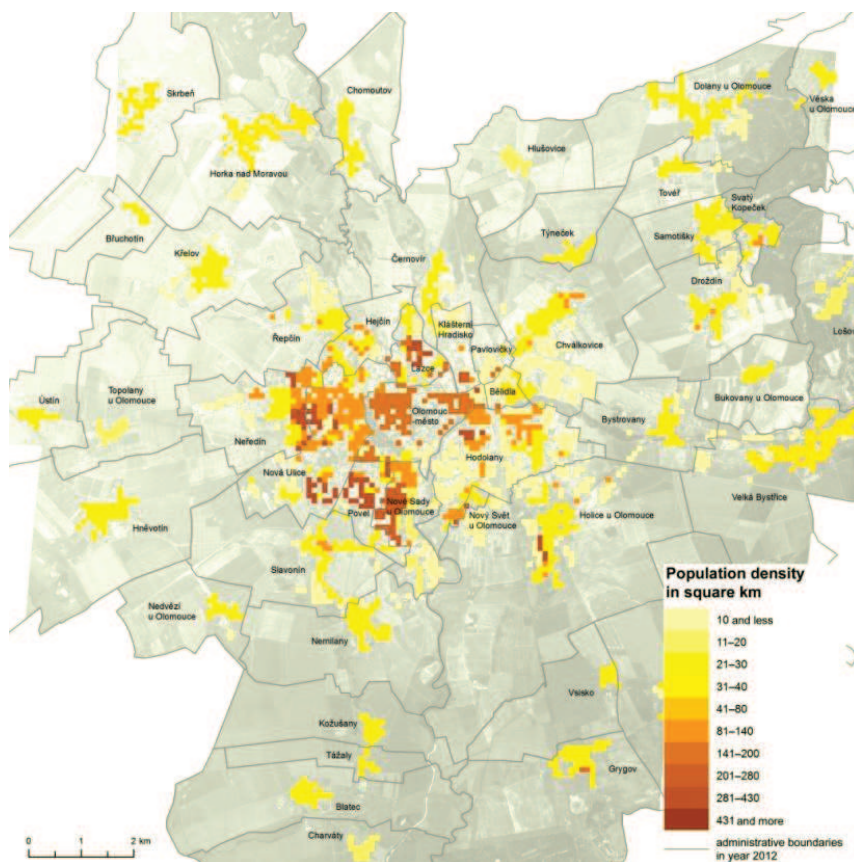 Skrbeň
Chomoutov
Dolany u Olomouce
Věska
u Olomouce
Horka nad Moravou
Hlušovice
Tovéř
Svatý
Kopeček
Břuchotín
Týneček
Samotišky
Křelov
Černovír
Droždín
Hejčín
Klášterní
Hradisko
Řepčín
Pavlovičky
Chválkovice
Lošov
Lazce
Bělidla
Ústín
Topolany
u Olomouce
Olomouc
-město
Bystrovany
Bukovany u Olomouce
Neředín
Hodolany
Nová Ulice
Velká Bystřice
Povel
Nové Sady
u Olomouce
Nový Svět
u Olomouce
Holice u Olomouce
Hněvotín
Slavonín
Nedvězí
u Olomouce
Nemilany
Vsisko
Kožušany
Tážaly
Grygov
Blatec
Charváty
Population density
in square km
10 and less
11–20
21–30
31–40
41–80
81–140
141–200
201–280
281–430
431 and more
administrative boundaries
in year 2012
0 2 km